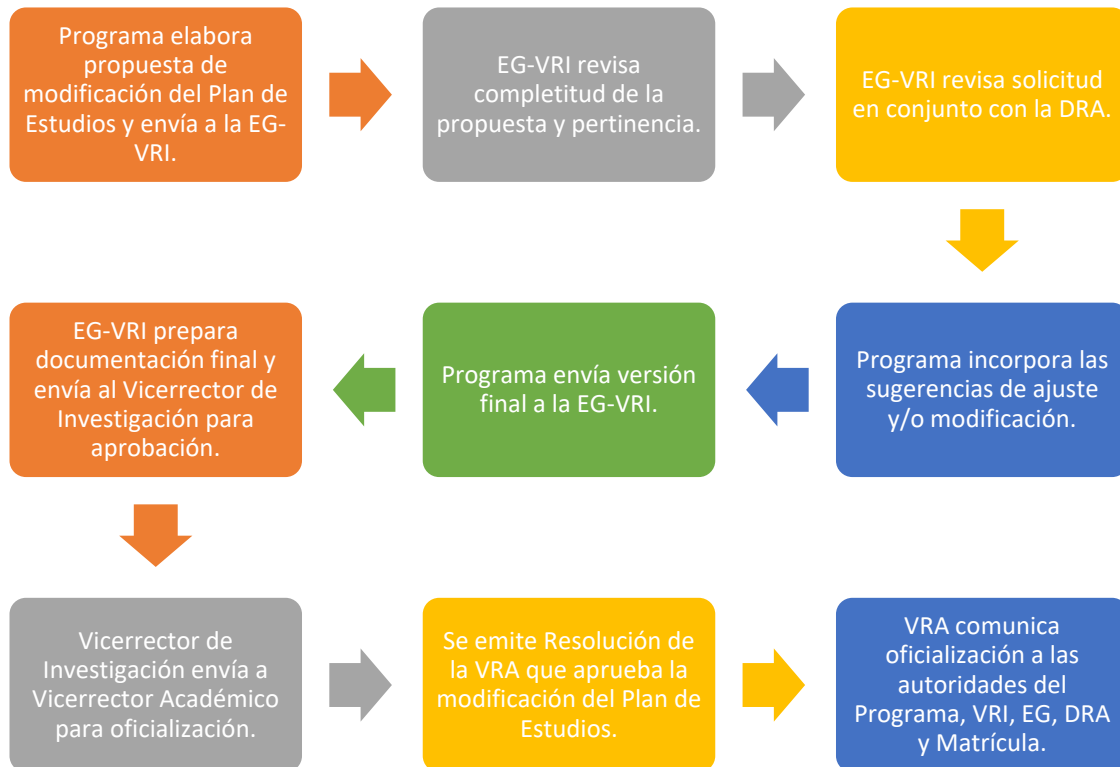 Programa elabora
propuesta de
modificación del Plan de
Estudios y envía a la EG-
VRI.
EG-VRI revisa
completitud de la
propuesta y pertinencia.
EG-VRI revisa solicitud
en conjunto con la DRA.
Programa incorpora las
sugerencias de ajuste
y/o modificación.
Programa envía versión
final a la EG-VRI.
EG-VRI prepara
documentación final y
envía al Vicerrector de
Investigación para
aprobación.
Vicerrector de
Investigación envía a
Vicerrector Académico
para oficialización.
Se emite Resolución de
la VRA que aprueba la
modificación del Plan de
Estudios.
VRA comunica
oficialización a las
autoridades del
Programa, VRI, EG, DRA
y Matrícula.